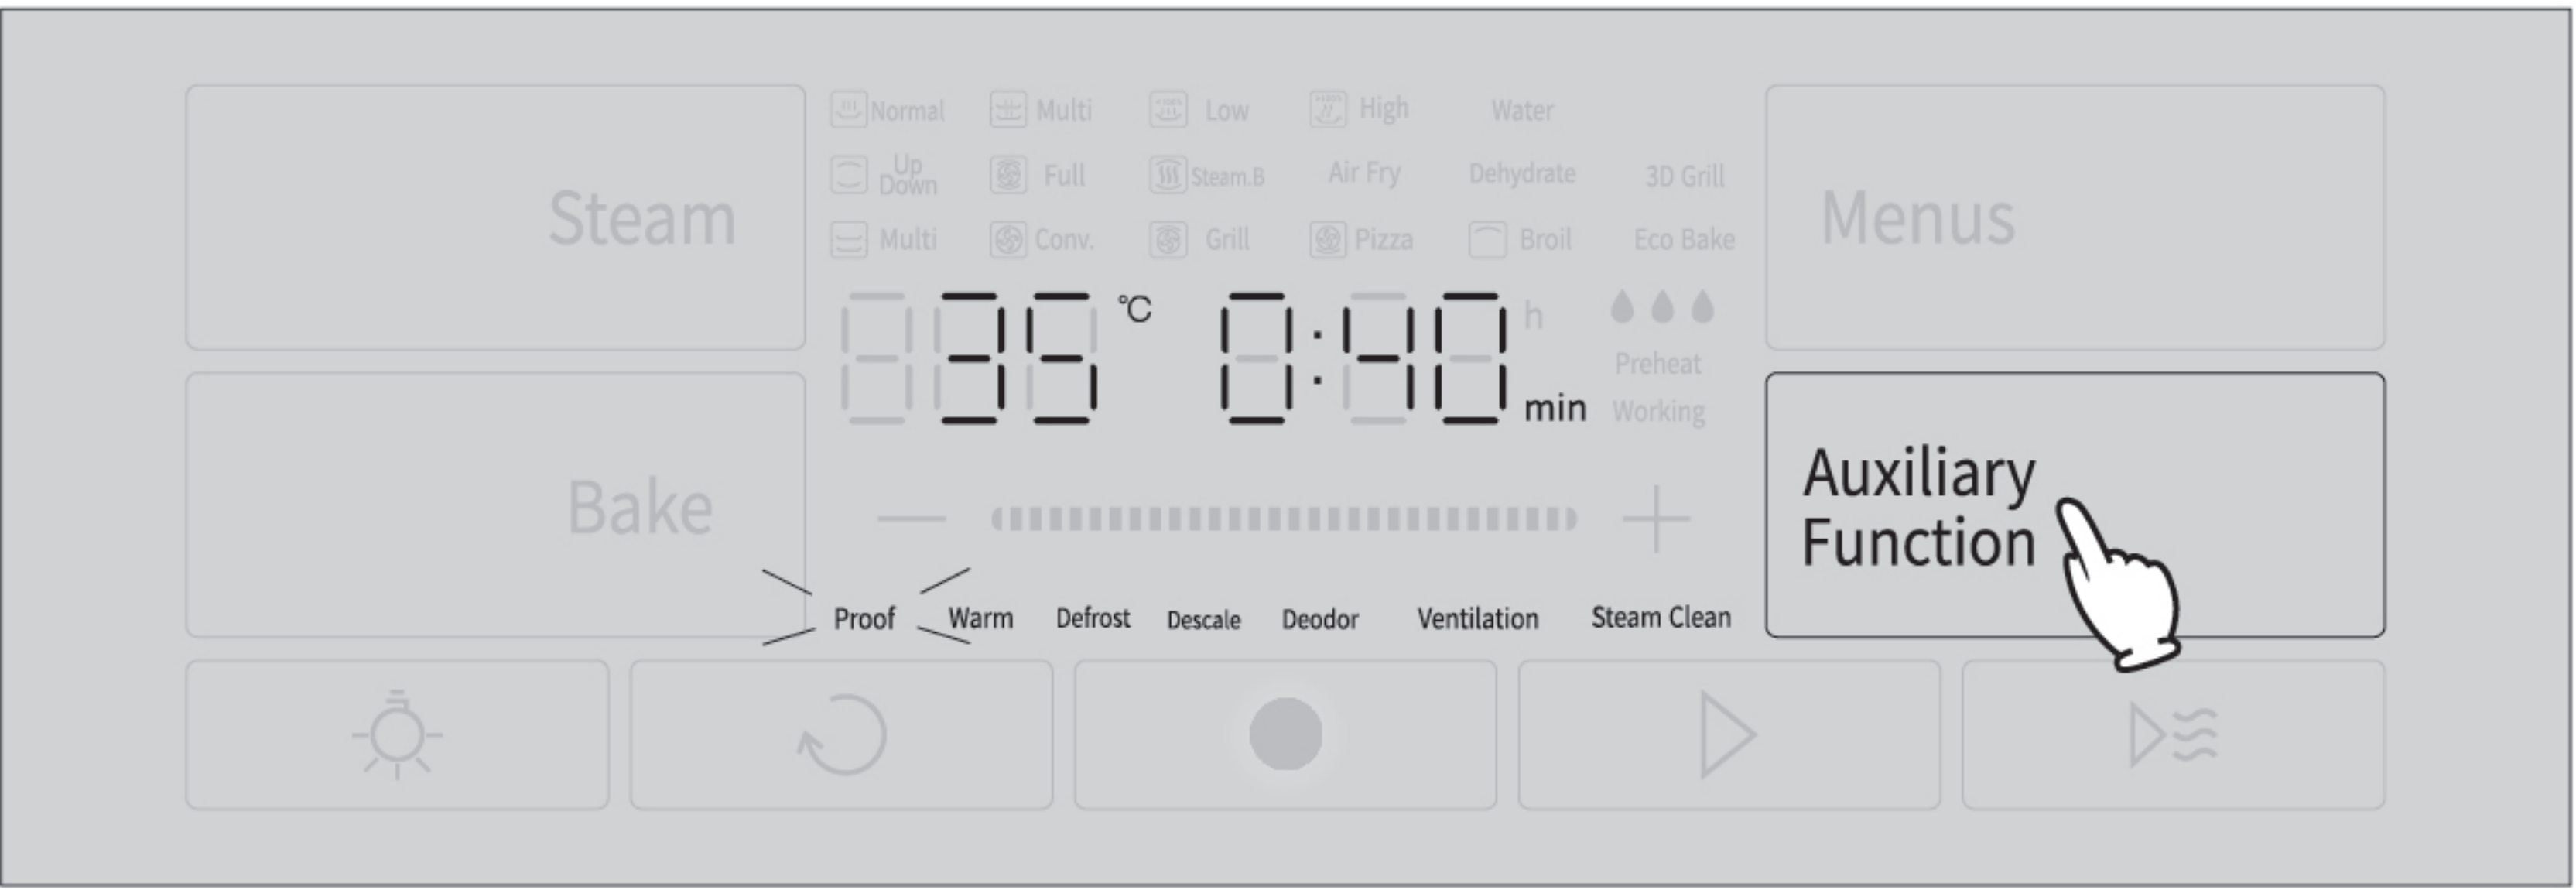 Normal Multi Low High Water
Up Down Full Steam.B Air Fry Dehydrate 3D Grill
Multi Conv. Grill Pizza Broil Eco Bake
Steam
Menus
35 °C 0:40 h min
Preheat
Working
Bake
Auxiliary
Function
Proof Warm Defrost Descale Deodor Ventilation Steam Clean